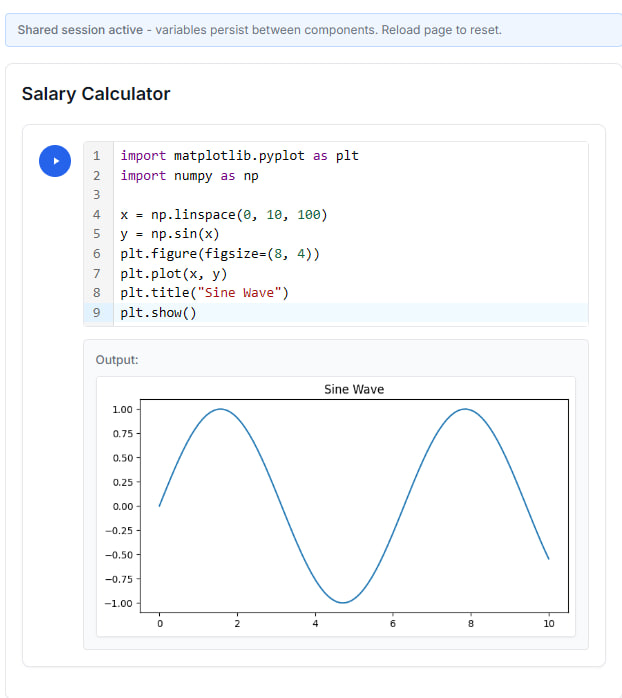 Shared session active - variables persist between components. Reload page to reset.
Salary Calculator
1 import matplotlib.pyplot as plt
2 import numpy as np
3
4 x = np.linspace(0, 10, 100)
5 y = np.sin(x)
6 plt.figure(figsize=(8, 4))
7 plt.plot(x, y)
8 plt.title("Sine Wave")
9 plt.show()
Output:
Sine Wave
1.00
0.75
0.50
0.25
0.00
−0.25
−0.50
−0.75
−1.00
0 2 4 6 8 10